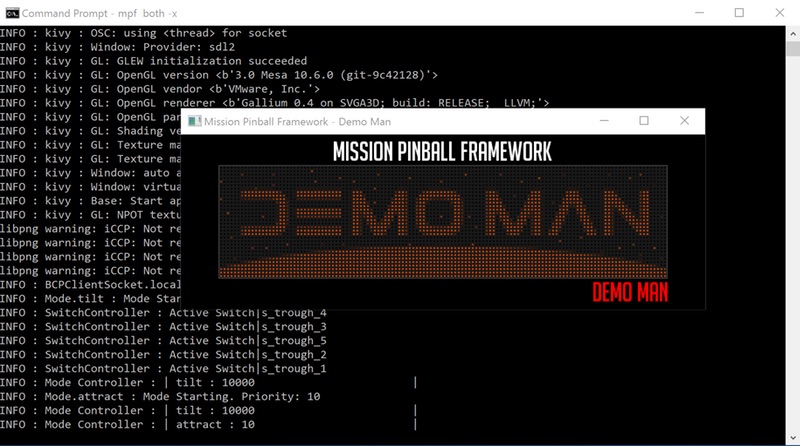 Command Prompt - mpf  both -x
INFO : kivy : OSC: using <thread> for socket
INFO : kivy : Window: Provider: sdl2
INFO : kivy : GL: GLEW initialization succeeded
INFO : kivy : GL: OpenGL version <b'3.0 Mesa 10.6.0 (git-9c42128)'>
INFO : kivy : GL: OpenGL vendor <b'VMware, Inc.'>
INFO : kivy : GL: OpenGL renderer <b'Gallium 0.4 on SVGA3D; build: RELEASE;  LLVM;'>
INFO : kivy : GL: OpenGL par
INFO : kivy : GL: Shading ve
INFO : kivy : GL: Texture ma
INFO : kivy : GL: Texture ma
INFO : kivy : Window: auto a
INFO : kivy : Window: virtua
INFO : kivy : Base: Start ap
INFO : kivy : GL: NPOT textu
libpng warning: iCCP: Not re
libpng warning: iCCP: Not re
libpng warning: iCCP: Not re
libpng warning: iCCP: Not re
INFO : BCPClientSocket.local
INFO : Mode.tilt : Mode Star
INFO : SwitchController : Active Switch|s_trough_4
INFO : SwitchController : Active Switch|s_trough_3
INFO : SwitchController : Active Switch|s_trough_5
INFO : SwitchController : Active Switch|s_trough_2
INFO : SwitchController : Active Switch|s_trough_1
INFO : Mode Controller : | tilt : 10000 |
INFO : Mode.attract : Mode Starting. Priority: 10
INFO : Mode Controller : | tilt : 10000 |
INFO : Mode Controller : | attract : 10 |
Mission Pinball Framework - Demo Man
MISSION PINBALL FRAMEWORK
DEMO MAN
DEMO MAN